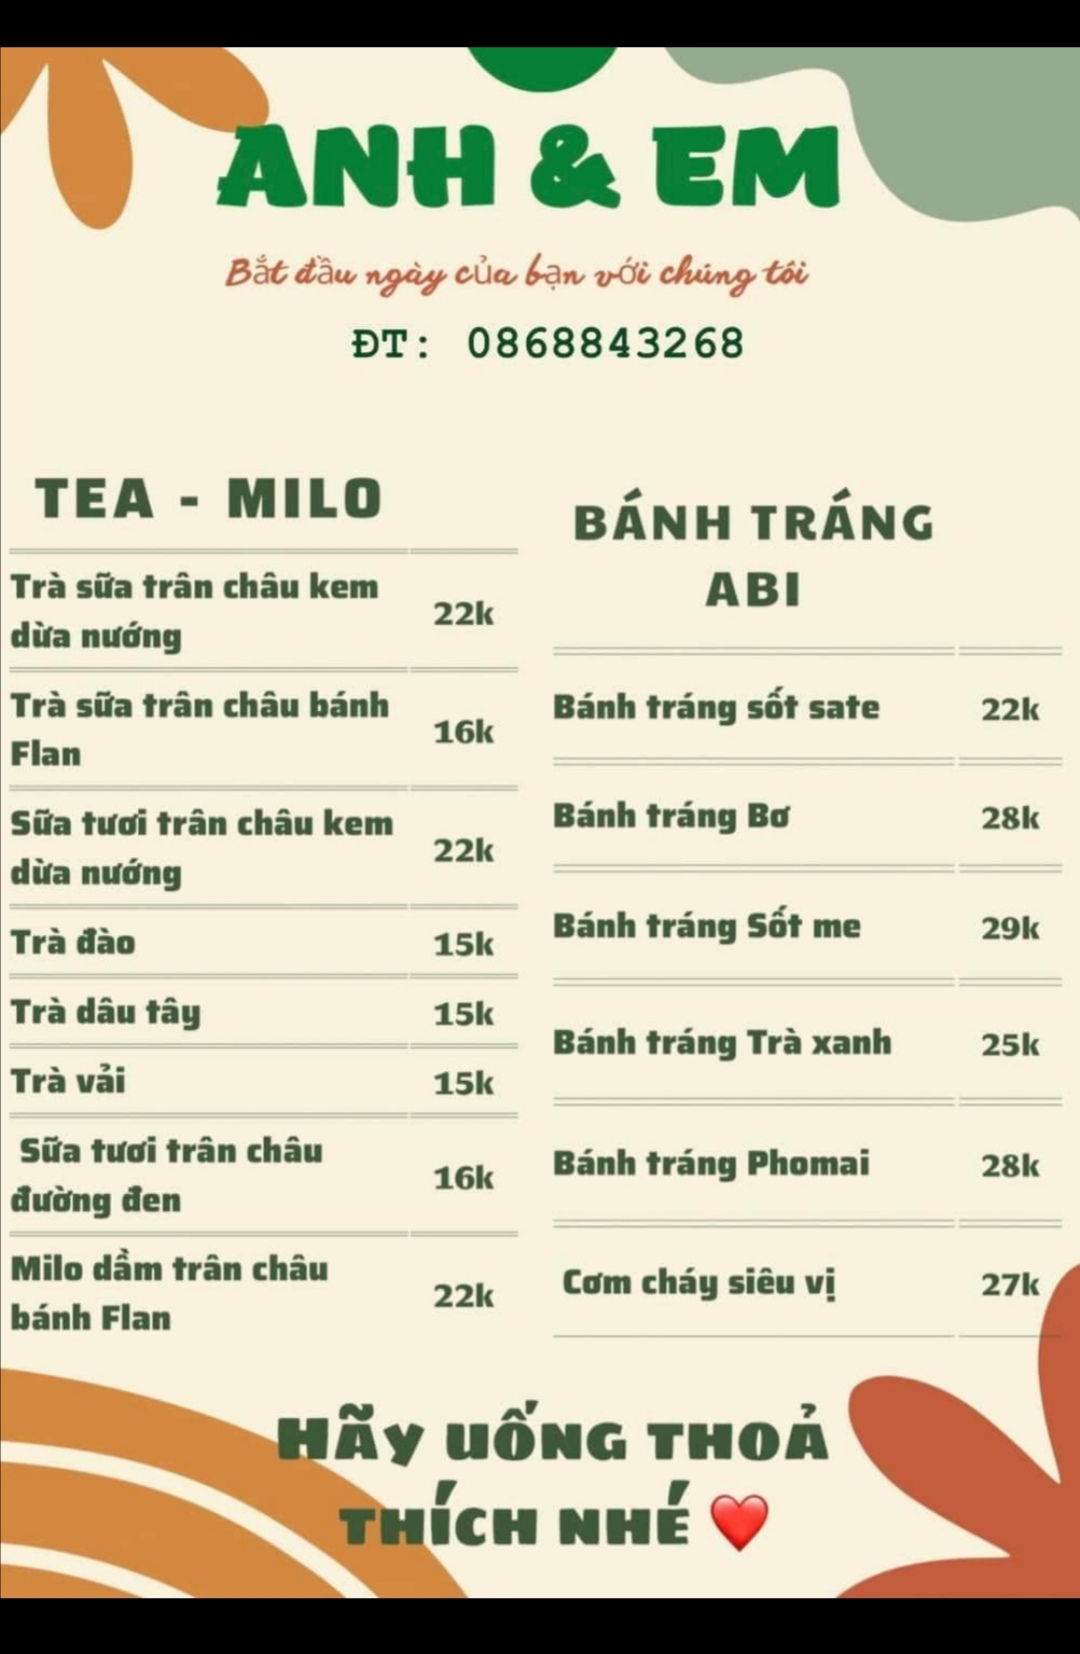 ANH & EM
Bắt đầu ngày của bạn với chúng tôi
ĐT: 0868843268
TEA - MILO
Trà sữa trân châu kem
dừa nướng
22k
Trà sữa trân châu bánh
Flan
16k
Sữa tươi trân châu kem
dừa nướng
22k
Trà đào 15k
Trà dâu tây 15k
Trà vải 15k
Sữa tươi trân châu
đường đen
16k
Milo dầm trân châu
bánh Flan
22k
BÁNH TRÁNG
ABI
Bánh tráng sốt sate 22k
Bánh tráng Bơ 28k
Bánh tráng Sốt me 29k
Bánh tráng Trà xanh 25k
Bánh tráng Phomai 28k
Cơm cháy siêu vị 27k
Hãy uống thoả
thích nhé ❤️